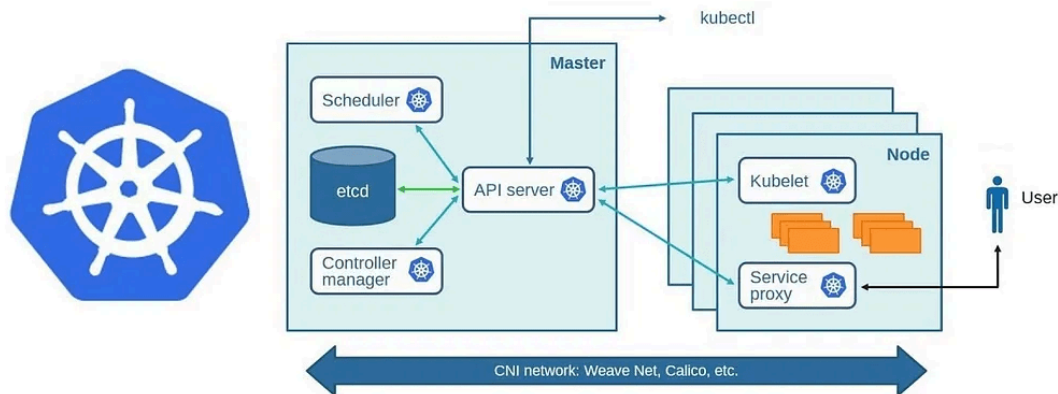 kubectl
Master
Scheduler
etcd
API server
Controller
manager
Node
Kubelet
Service
proxy
User
CNI network: Weave Net, Calico, etc.